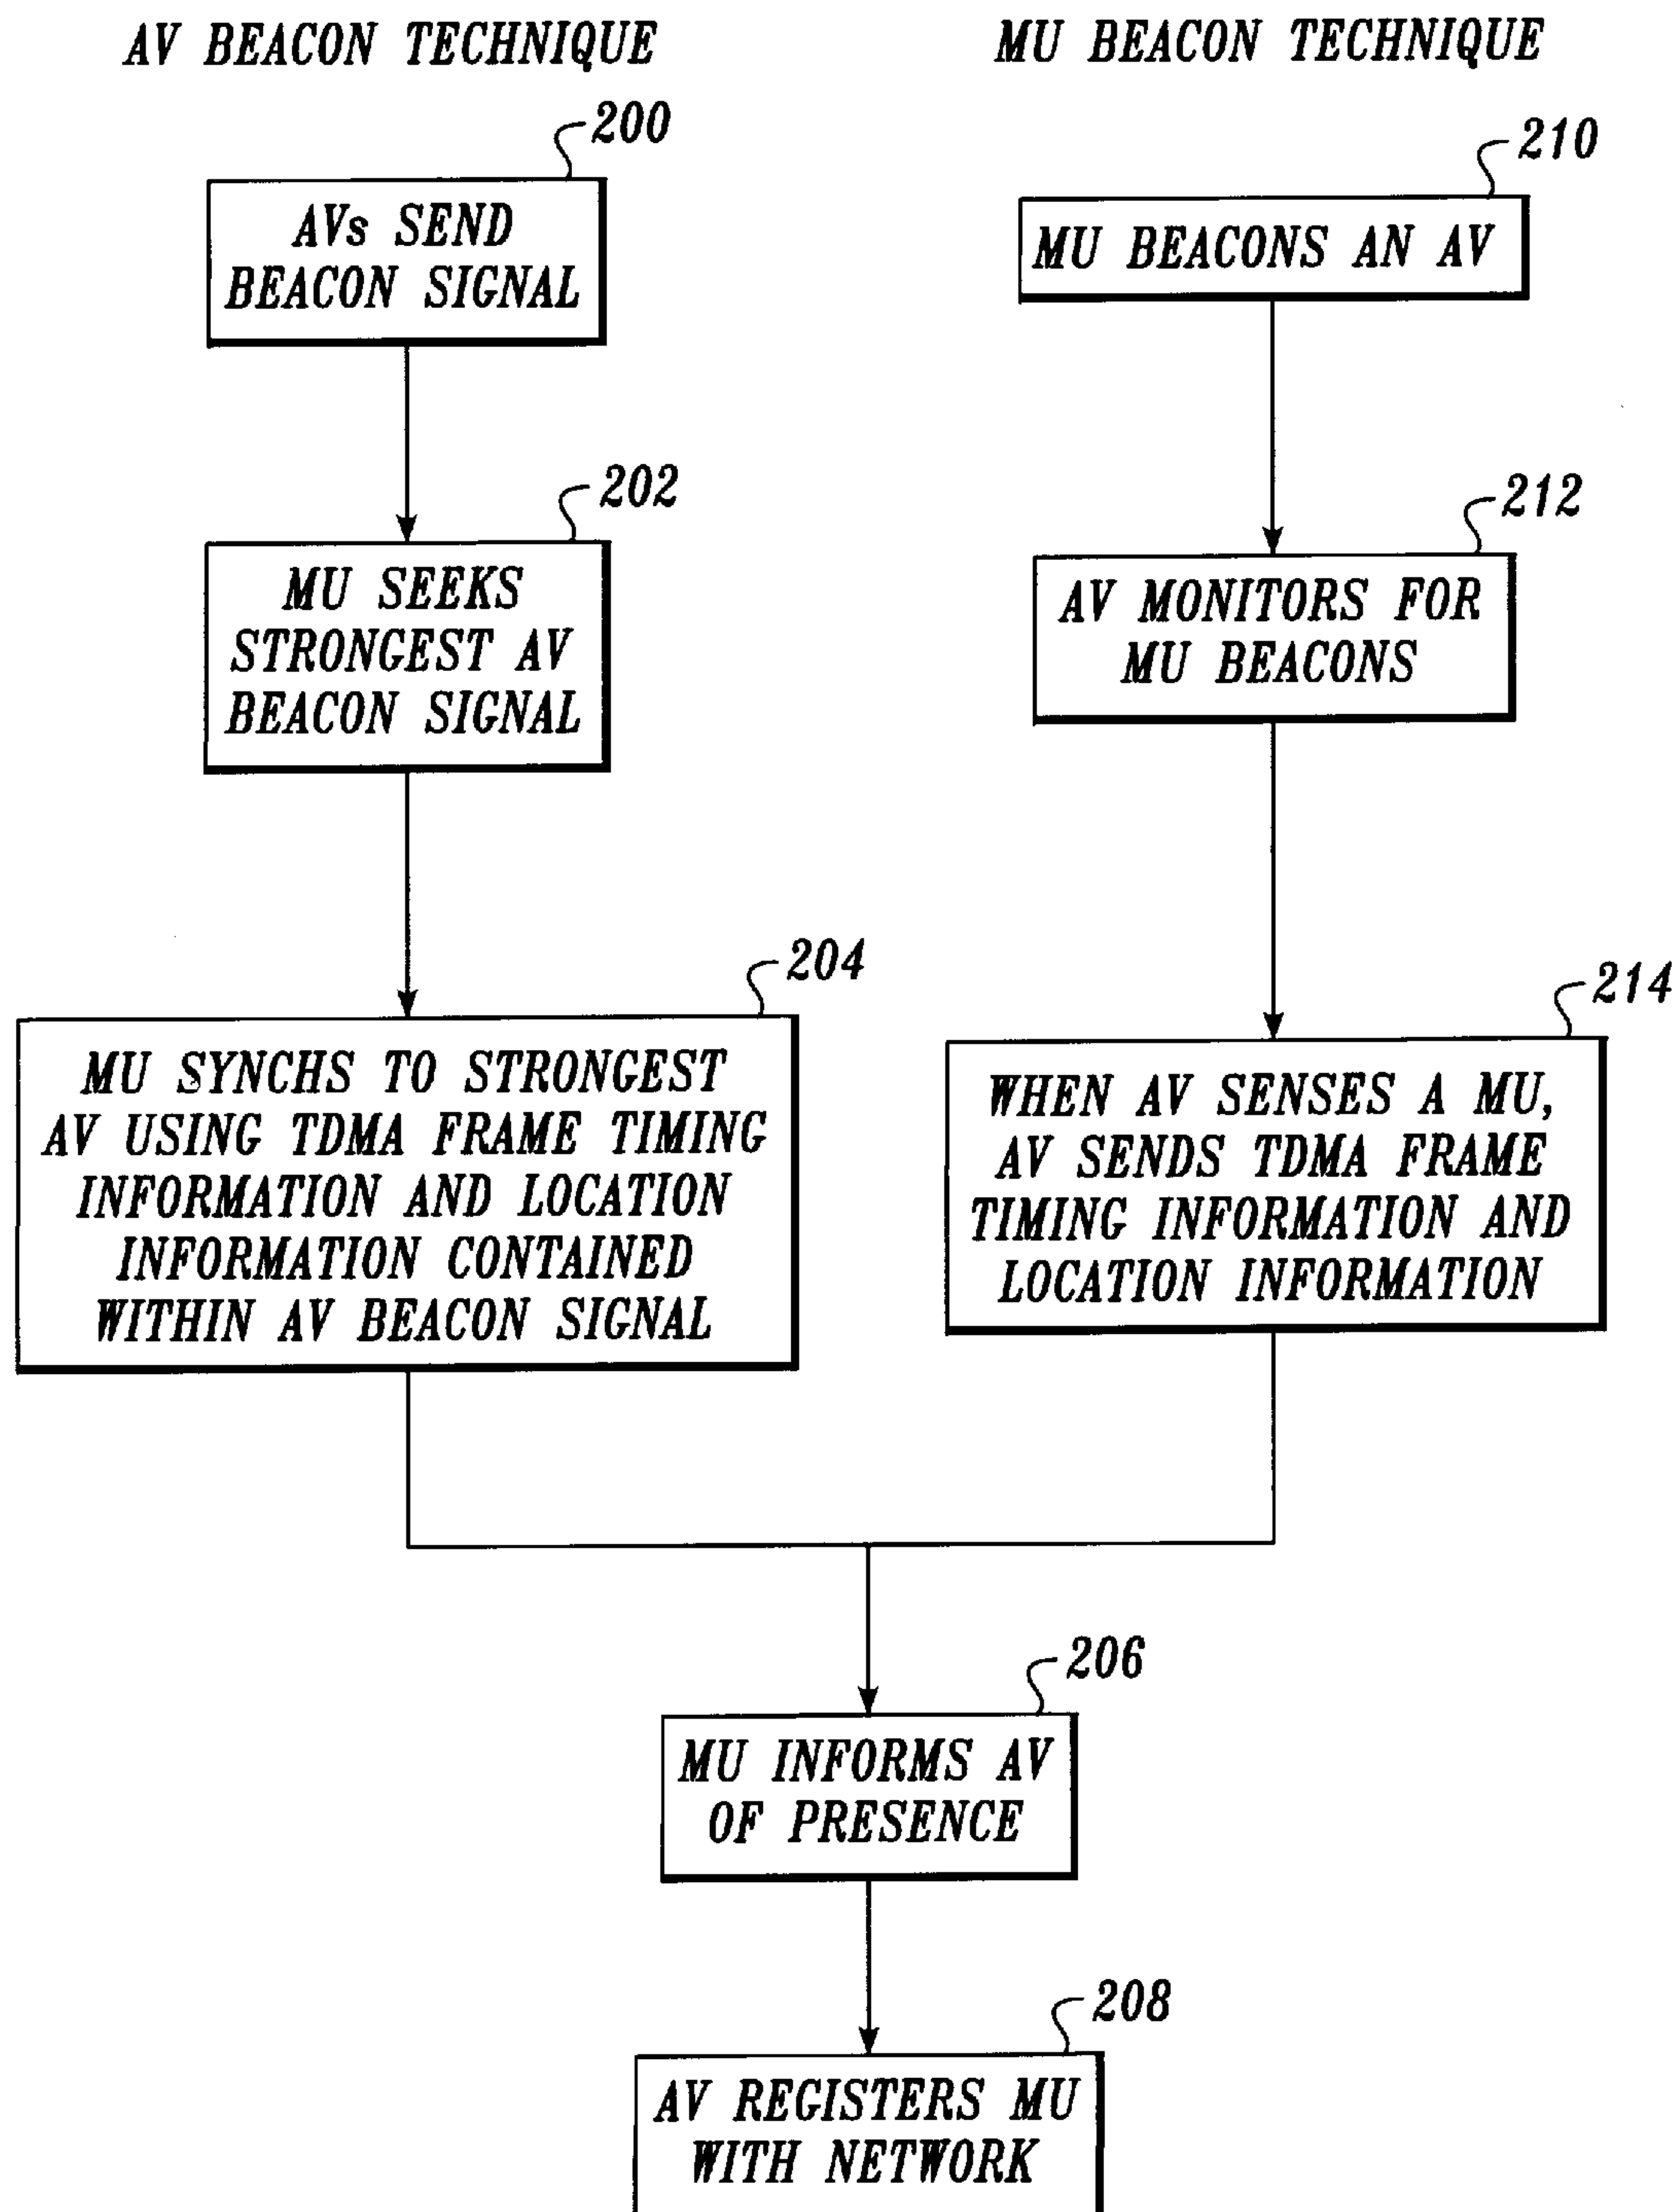 AV BEACON TECHNIQUE
200
AVs SEND
BEACON SIGNAL
202
MU SEEKS
STRONGEST AV
BEACON SIGNAL
204
MU SYNCHS TO STRONGEST
AV USING TDMA FRAME TIMING
INFORMATION AND LOCATION
INFORMATION CONTAINED
WITHIN AV BEACON SIGNAL
MU BEACON TECHNIQUE
210
MU BEACONS AN AV
212
AV MONITORS FOR
MU BEACONS
214
WHEN AV SENSES A MU,
AV SENDS TDMA FRAME
TIMING INFORMATION AND
LOCATION INFORMATION
206
MU INFORMS AV
OF PRESENCE
208
AV REGISTERS MU
WITH NETWORK